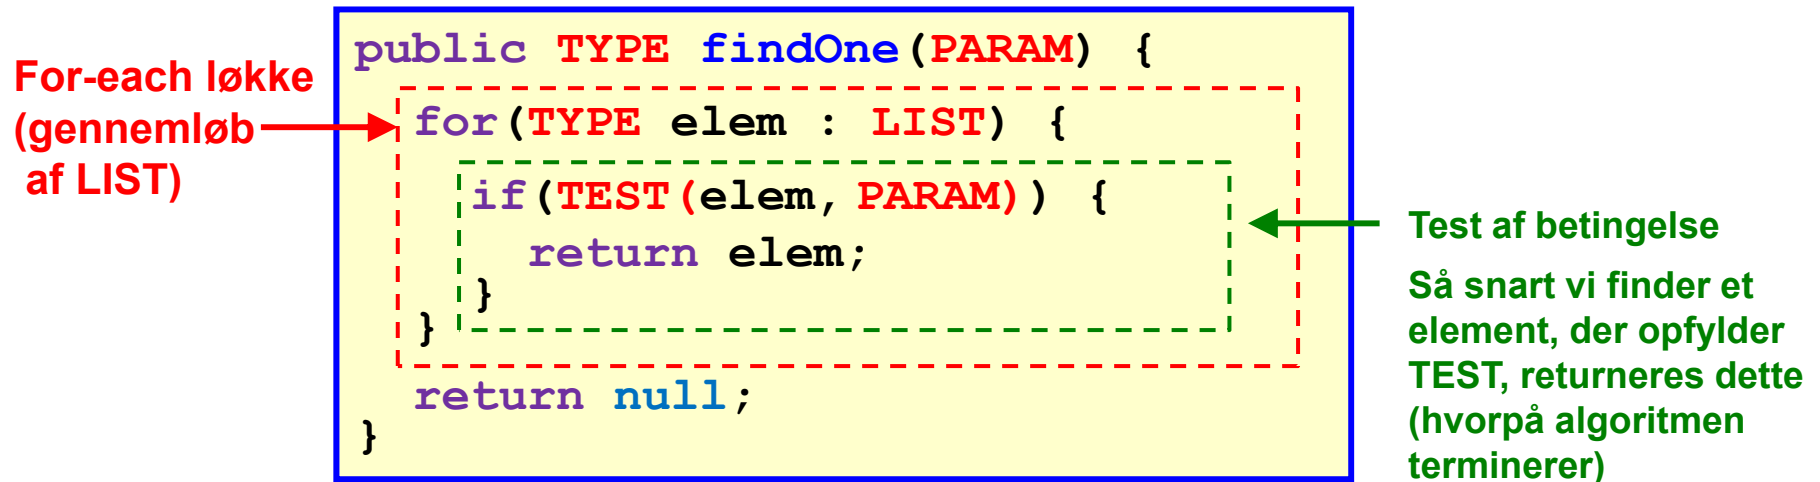 For-each løkke
(gennemløb
af LIST)
public TYPE findOne(PARAM) {
for(TYPE elem : LIST) {
if(TEST(elem, PARAM)) {
return elem;
}
}
return null;
}
Test af betingelse
Så snart vi finder et
element, der opfylder
TEST, returneres dette
(hvorpå algoritmen
terminerer)